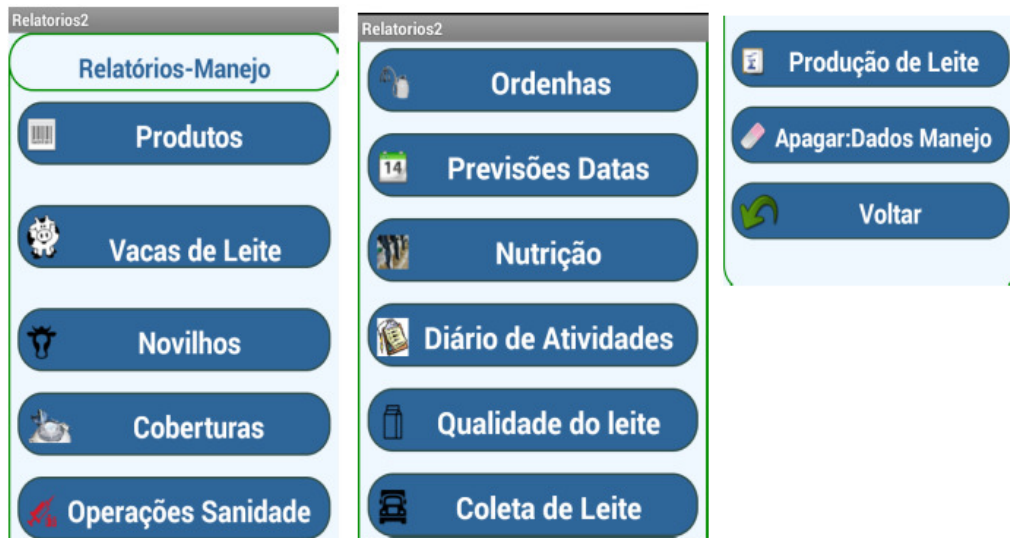 Relatorios2
Relatórios-Manejo
Produtos
Vacas de Leite
Novilhos
Coberturas
Operações Sanidade
Relatorios2
Ordenhas
14
Previsões Datas
Nutrição
Diário de Atividades
Qualidade do leite
Coleta de Leite
Produção de Leite
Apagar:Dados Manejo
Voltar